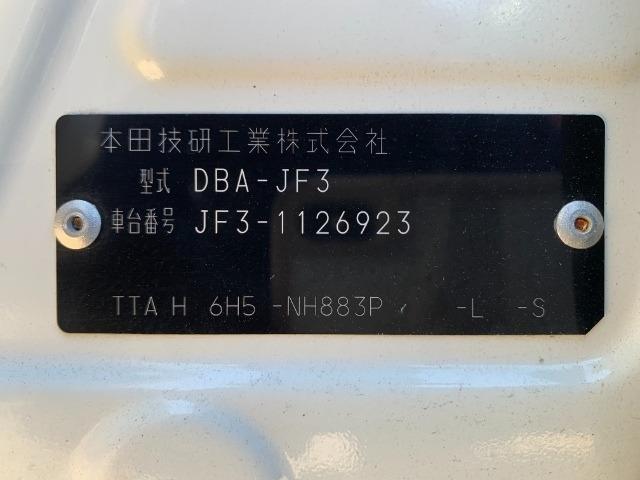 本田技研工業株式会社
型式 DBA-JF3
車台番号 JF3-1126923
TTA H 6H5 -NH883P -L -S